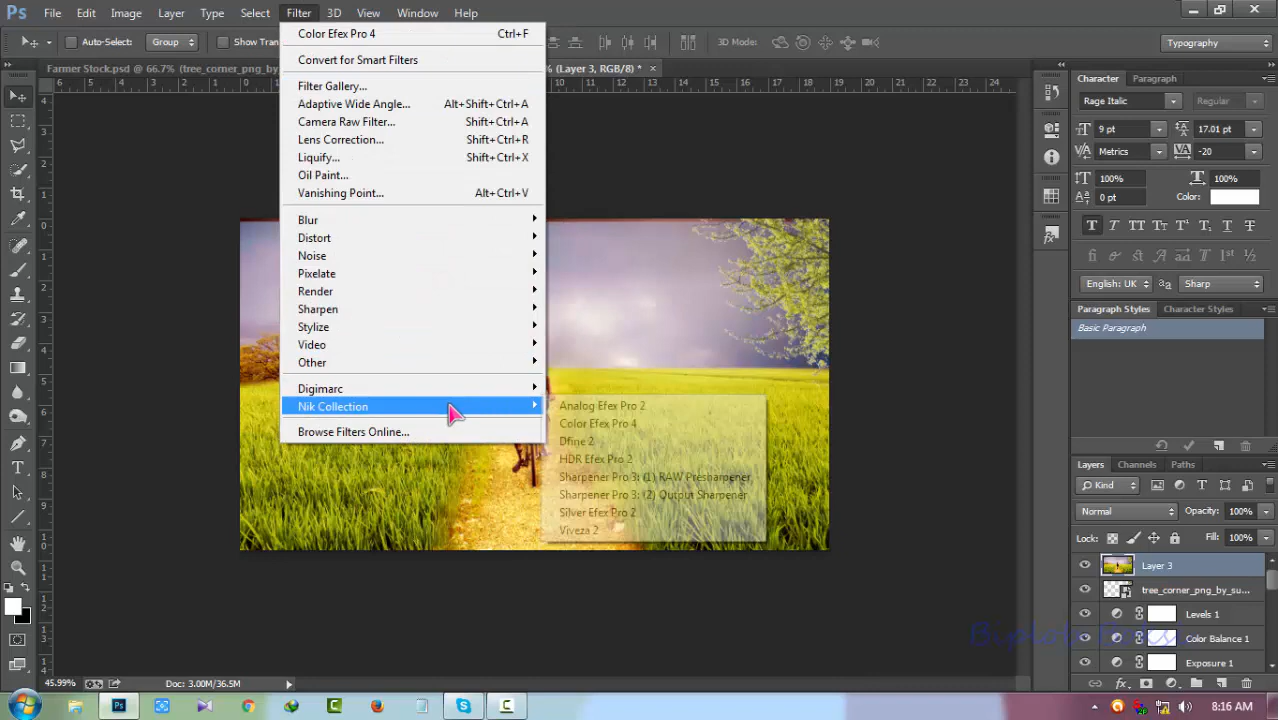 Ps File Edit Image Layer Type Select Filter 3D View Window Help
Auto-Select: Group Show Tran 3D Mode: Typography
Farmer Stock.psd @ 66.7% (tree_corner_png_by % (Layer 3, RGB/8) *
Color Efex Pro 4 Ctrl+F
Convert for Smart Filters
Filter Gallery...
Adaptive Wide Angle... Alt+Shift+Ctrl+A
Camera Raw Filter... Shift+Ctrl+A
Lens Correction... Shift+Ctrl+R
Liquify... Shift+Ctrl+X
Oil Paint...
Vanishing Point... Alt+Ctrl+V
Blur
Distort
Noise
Pixelate
Render
Sharpen
Stylize
Video
Other
Digimarc
Nik Collection
Browse Filters Online...
Analog Efex Pro 2
Color Efex Pro 4
Dfine 2
HDR Efex Pro 2
Sharpener Pro 3: (1) RAW Presharpener
Sharpener Pro 3: (2) Output Sharpener
Silver Efex Pro 2
Viveza 2
Character Paragraph
Rage Italic Regular
9 pt 17.01 pt
Metrics -20
100% 100%
0 pt Color:
English: UK Sharp
Paragraph Styles Character Styles
Basic Paragraph
Layers Channels Paths
Kind
Normal Opacity: 100%
Lock: Fill: 100%
Layer 3
tree_corner_png_by_su...
Levels 1
Color Balance 1
Exposure 1
45.99% Doc: 3.00M/36.5M
8:16 AM